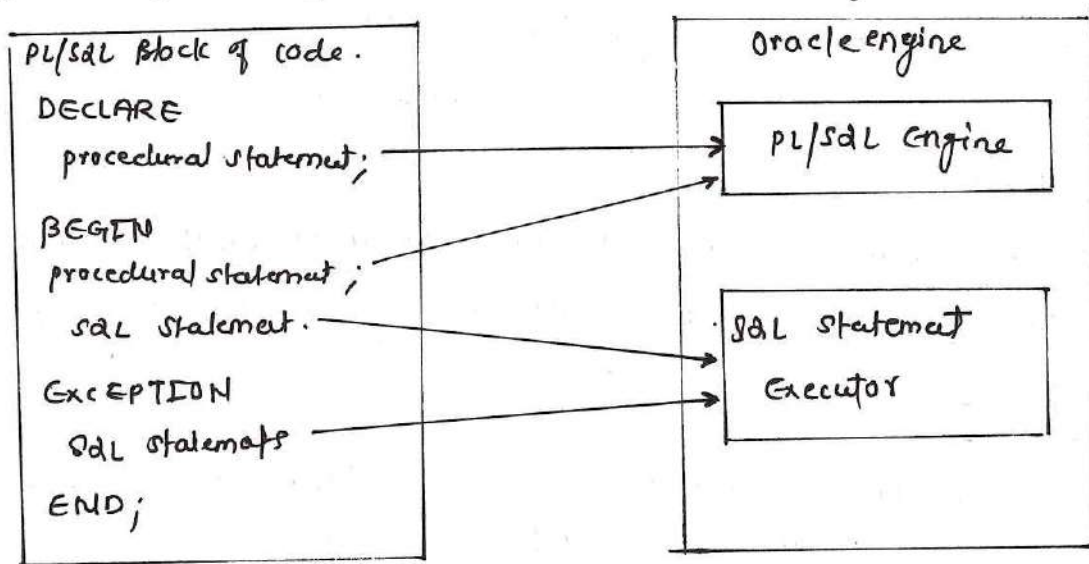 PL/SQL Block of code.
DECLARE
procedural statement;
BEGIN
procedural statement;
SQL statement.
EXCEPTION
SQL statements
END;
Oracle engine
PL/SQL Engine
SQL statement
Executor